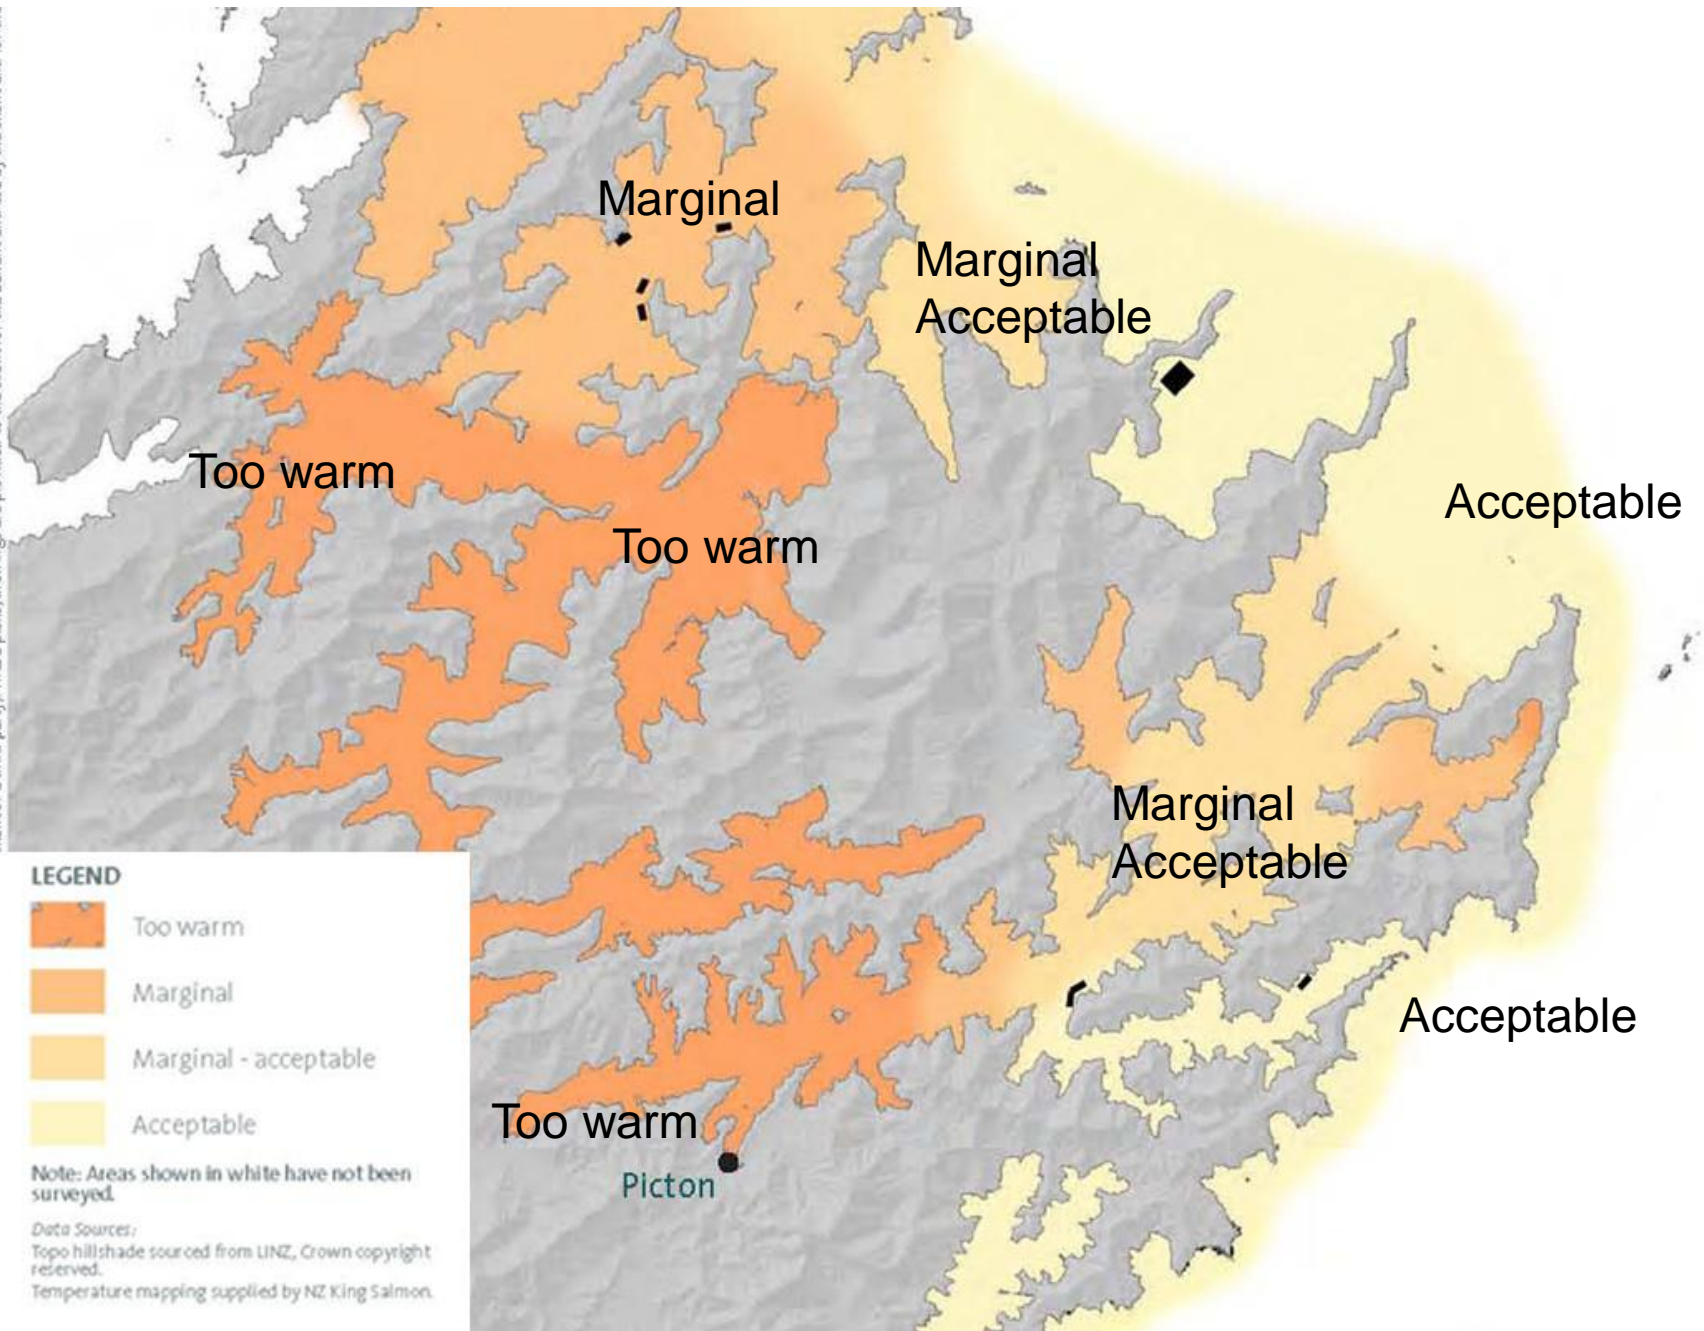 Marginal
Marginal
Acceptable
Too warm
Acceptable
Too warm
Marginal
Acceptable
Acceptable
Too warm
Picton
LEGEND
Too warm
Marginal
Marginal - acceptable
Acceptable
Note: Areas shown in white have not been
surveyed.
Data Sources:
Topo hillshade sourced from LINZ, Crown copyright
reserved.
Temperature mapping supplied by NZ King Salmon.